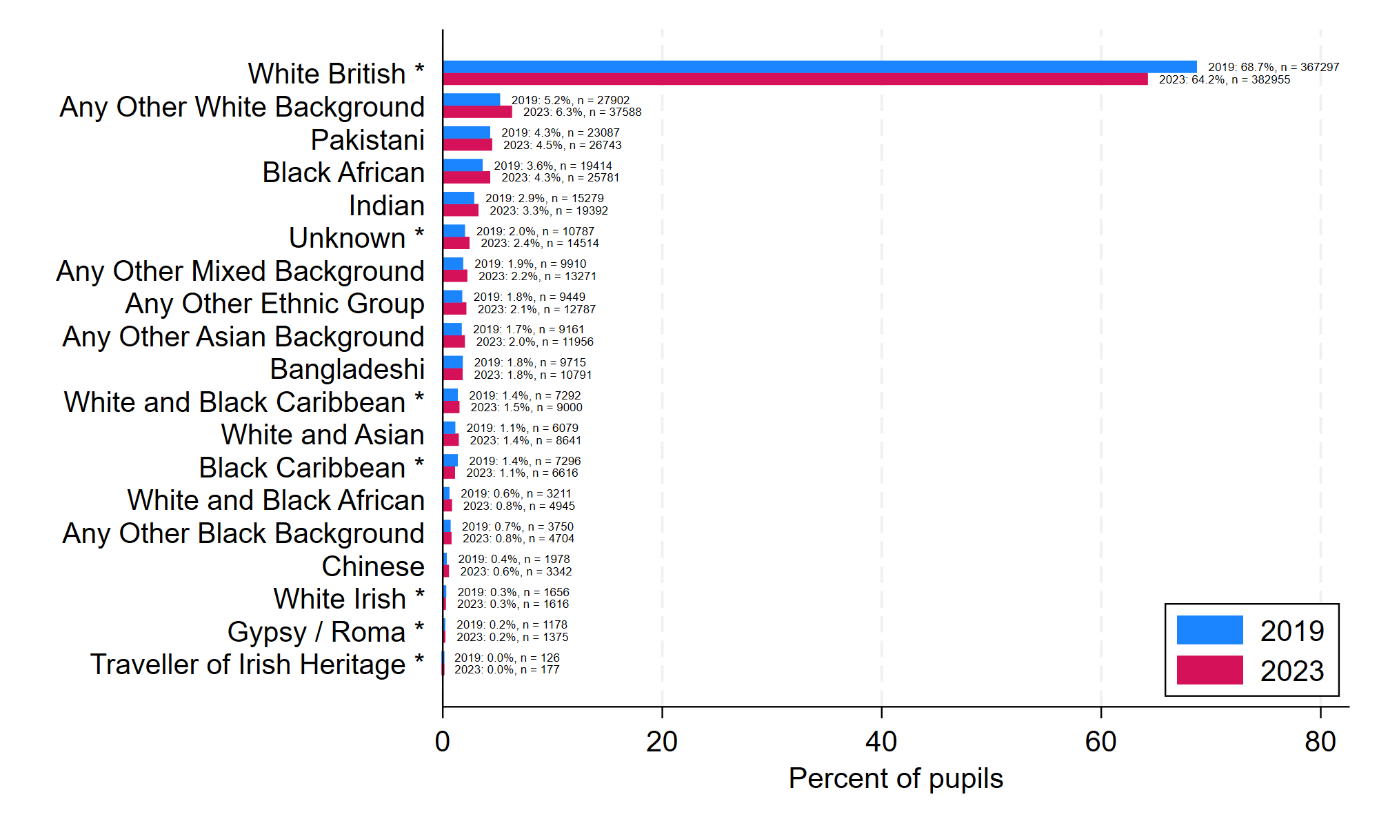 White British *
2019: 68.7%, n = 367297
2023: 64.2%, n = 382955
Any Other White Background
2019: 5.2%, n = 27902
2023: 6.3%, n = 37588
Pakistani
2019: 4.3%, n = 23087
2023: 4.5%, n = 26743
Black African
2019: 3.6%, n = 19414
2023: 4.3%, n = 25781
Indian
2019: 2.9%, n = 15279
2023: 3.3%, n = 19392
Unknown *
2019: 2.0%, n = 10787
2023: 2.4%, n = 14514
Any Other Mixed Background
2019: 1.9%, n = 9910
2023: 2.2%, n = 13271
Any Other Ethnic Group
2019: 1.8%, n = 9449
2023: 2.1%, n = 12787
Any Other Asian Background
2019: 1.7%, n = 9161
2023: 2.0%, n = 11956
Bangladeshi
2019: 1.8%, n = 9715
2023: 1.8%, n = 10791
White and Black Caribbean *
2019: 1.4%, n = 7292
2023: 1.5%, n = 9000
White and Asian
2019: 1.1%, n = 6079
2023: 1.4%, n = 8641
Black Caribbean *
2019: 1.4%, n = 7296
2023: 1.1%, n = 6616
White and Black African
2019: 0.6%, n = 3211
2023: 0.8%, n = 4945
Any Other Black Background
2019: 0.7%, n = 3750
2023: 0.8%, n = 4704
Chinese
2019: 0.4%, n = 1978
2023: 0.6%, n = 3342
White Irish *
2019: 0.3%, n = 1656
2023: 0.3%, n = 1616
Gypsy / Roma *
2019: 0.2%, n = 1178
2023: 0.2%, n = 1375
Traveller of Irish Heritage *
2019: 0.0%, n = 126
2023: 0.0%, n = 177
2019
2023
0 20 40 60 80
Percent of pupils